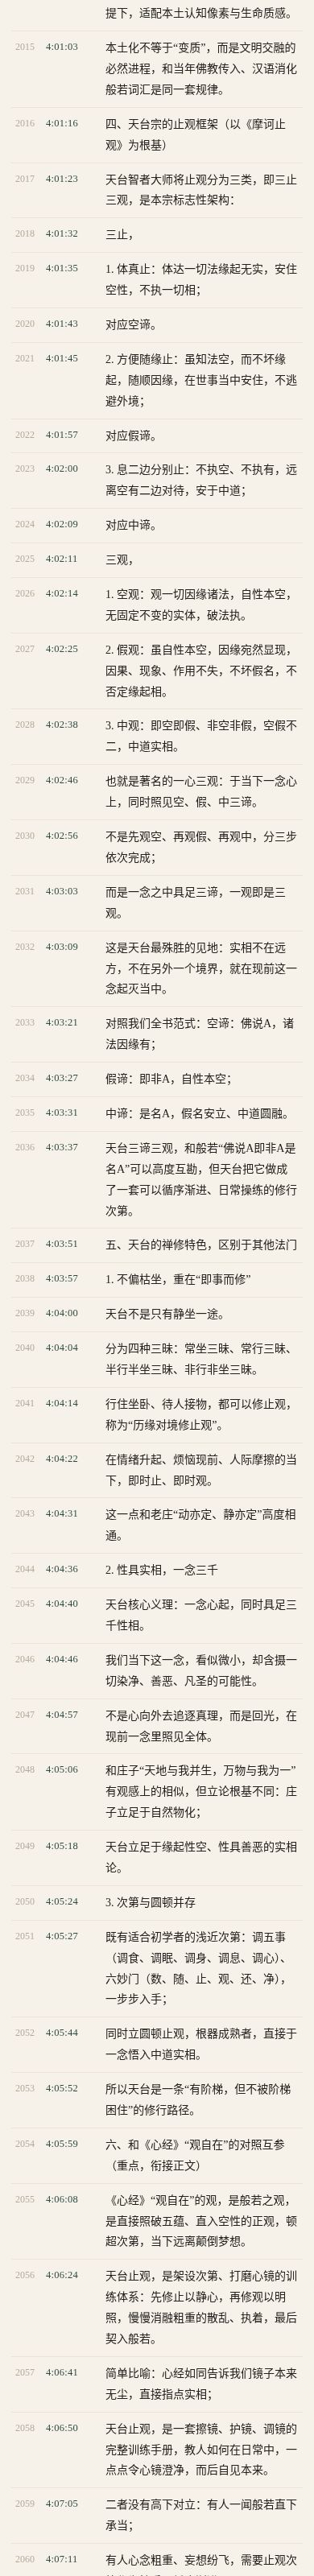 提下，适配本土认知像素与生命质感。
2015 4:01:03 本土化不等于“变质”，而是文明交融的
必然进程，和当年佛教传入、汉语消化
般若词汇是同一套规律。
2016 4:01:16 四、天台宗的止观框架（以《摩诃止
观》为根基）
2017 4:01:23 天台智者大师将止观分为三类，即三止
三观，是本宗标志性架构：
2018 4:01:32 三止，
2019 4:01:35 1. 体真止：体达一切法缘起无实，安住
空性，不执一切相；
2020 4:01:43 对应空谛。
2021 4:01:45 2. 方便随缘止：虽知法空，而不坏缘
起，随顺因缘，在世事当中安住，不逃
避外境；
2022 4:01:57 对应假谛。
2023 4:02:00 3. 息二边分别止：不执空、不执有，远
离空有二边对待，安于中道；
2024 4:02:09 对应中谛。
2025 4:02:11 三观，
2026 4:02:14 1. 空观：观一切因缘诸法，自性本空，
无固定不变的实体，破法执。
2027 4:02:25 2. 假观：虽自性本空，因缘宛然显现，
因果、现象、作用不失，不坏假名，不
否定缘起相。
2028 4:02:38 3. 中观：即空即假、非空非假，空假不
二，中道实相。
2029 4:02:46 也就是著名的一心三观：于当下一念心
上，同时照见空、假、中三谛。
2030 4:02:56 不是先观空、再观假、再观中，分三步
依次完成；
2031 4:03:03 而是一念之中具足三谛，一观即是三
观。
2032 4:03:09 这是天台最殊胜的见地：实相不在远
方，不在另外一个境界，就在现前这一
念起灭当中。
2033 4:03:21 对照我们全书范式：空谛：佛说A，诸
法因缘有；
2034 4:03:27 假谛：即非A，自性本空；
2035 4:03:31 中谛：是名A，假名安立、中道圆融。
2036 4:03:37 天台三谛三观，和般若“佛说A即非A是
名A”可以高度互勘，但天台把它做成
了一套可以循序渐进、日常操练的修行
次第。
2037 4:03:51 五、天台的禅修特色，区别于其他法门
2038 4:03:57 1. 不偏枯坐，重在“即事而修”
2039 4:04:00 天台不是只有静坐一途。
2040 4:04:04 分为四种三昧：常坐三昧、常行三昧、
半行半坐三昧、非行非坐三昧。
2041 4:04:14 行住坐卧、待人接物，都可以修止观，
称为“历缘对境修止观”。
2042 4:04:22 在情绪升起、烦恼现前、人际摩擦的当
下，即时止、即时观。
2043 4:04:31 这一点和老庄“动亦定、静亦定”高度相
通。
2044 4:04:36 2. 性具实相，一念三千
2045 4:04:40 天台核心义理：一念心起，同时具足三
千性相。
2046 4:04:46 我们当下这一念，看似微小，却含摄一
切染净、善恶、凡圣的可能性。
2047 4:04:57 不是心向外去追逐真理，而是回光，在
现前一念里照见全体。
2048 4:05:06 和庄子“天地与我并生，万物与我为一”
有观感上的相似，但立论根基不同：庄
子立足于自然物化；
2049 4:05:18 天台立足于缘起性空、性具善恶的实相
论。
2050 4:05:24 3. 次第与圆顿并存
2051 4:05:27 既有适合初学者的浅近次第：调五事
（调食、调眠、调身、调息、调心）、
六妙门（数、随、止、观、还、净），
一步步入手；
2052 4:05:44 同时立圆顿止观，根器成熟者，直接于
一念悟入中道实相。
2053 4:05:52 所以天台是一条“有阶梯，但不被阶梯
困住”的修行路径。
2054 4:05:59 六、和《心经》“观自在”的对照互参
（重点，衔接正文）
2055 4:06:08 《心经》“观自在”的观，是般若之观，
是直接照破五蕴、直入空性的正观，顿
超次第，当下远离颠倒梦想。
2056 4:06:24 天台止观，是架设次第、打磨心镜的训
练体系：先修止以静心，再修观以明
照，慢慢消融粗重的散乱、执着，最后
契入般若。
2057 4:06:41 简单比喻：心经如同告诉我们镜子本来
无尘，直接指点实相；
2058 4:06:50 天台止观，是一套擦镜、护镜、调镜的
完整训练手册，教人如何在日常中，一
点点令心镜澄净，而后自见本来。
2059 4:07:05 二者没有高下对立：有人一闻般若直下
承当；
2060 4:07:11 有人心念粗重、妄想纷飞，需要止观次